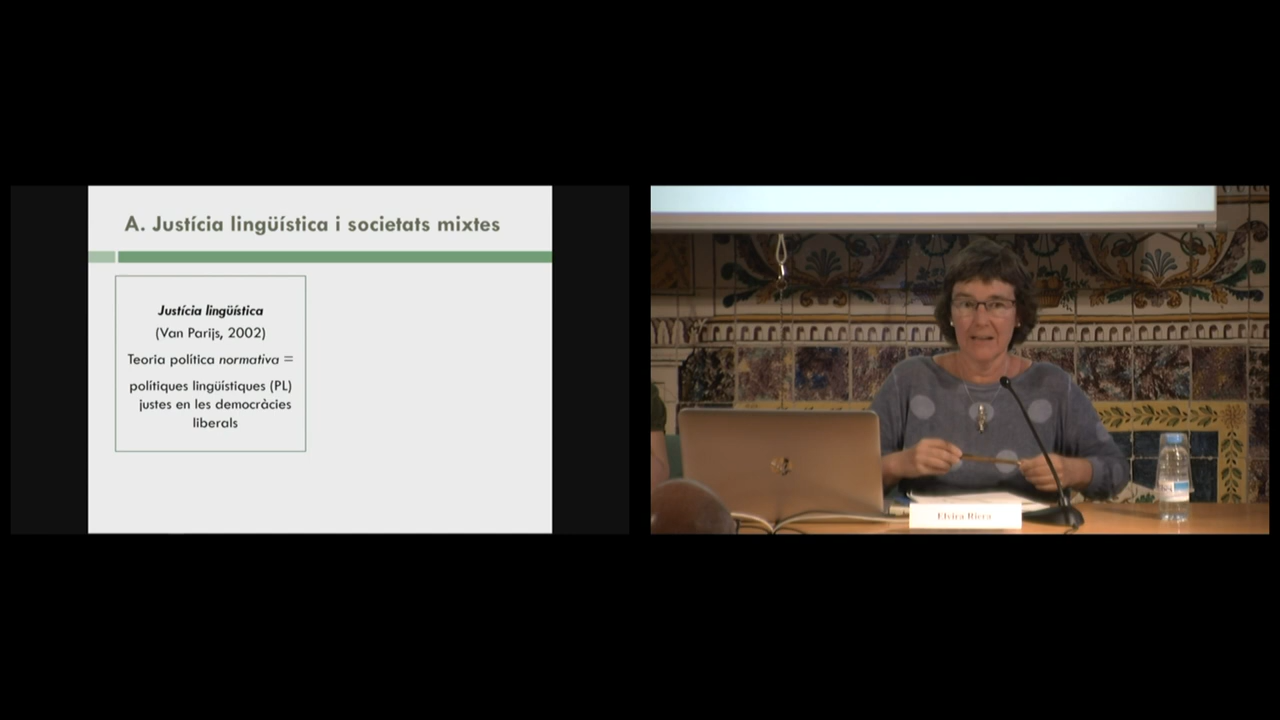 A. Justícia lingüística i societats mixtes
Justícia lingüística
(Van Parijs, 2002)
Teoria política normativa =
polítiques lingüístiques (PL)
justes en les democràcies
liberals
Elvira Riera